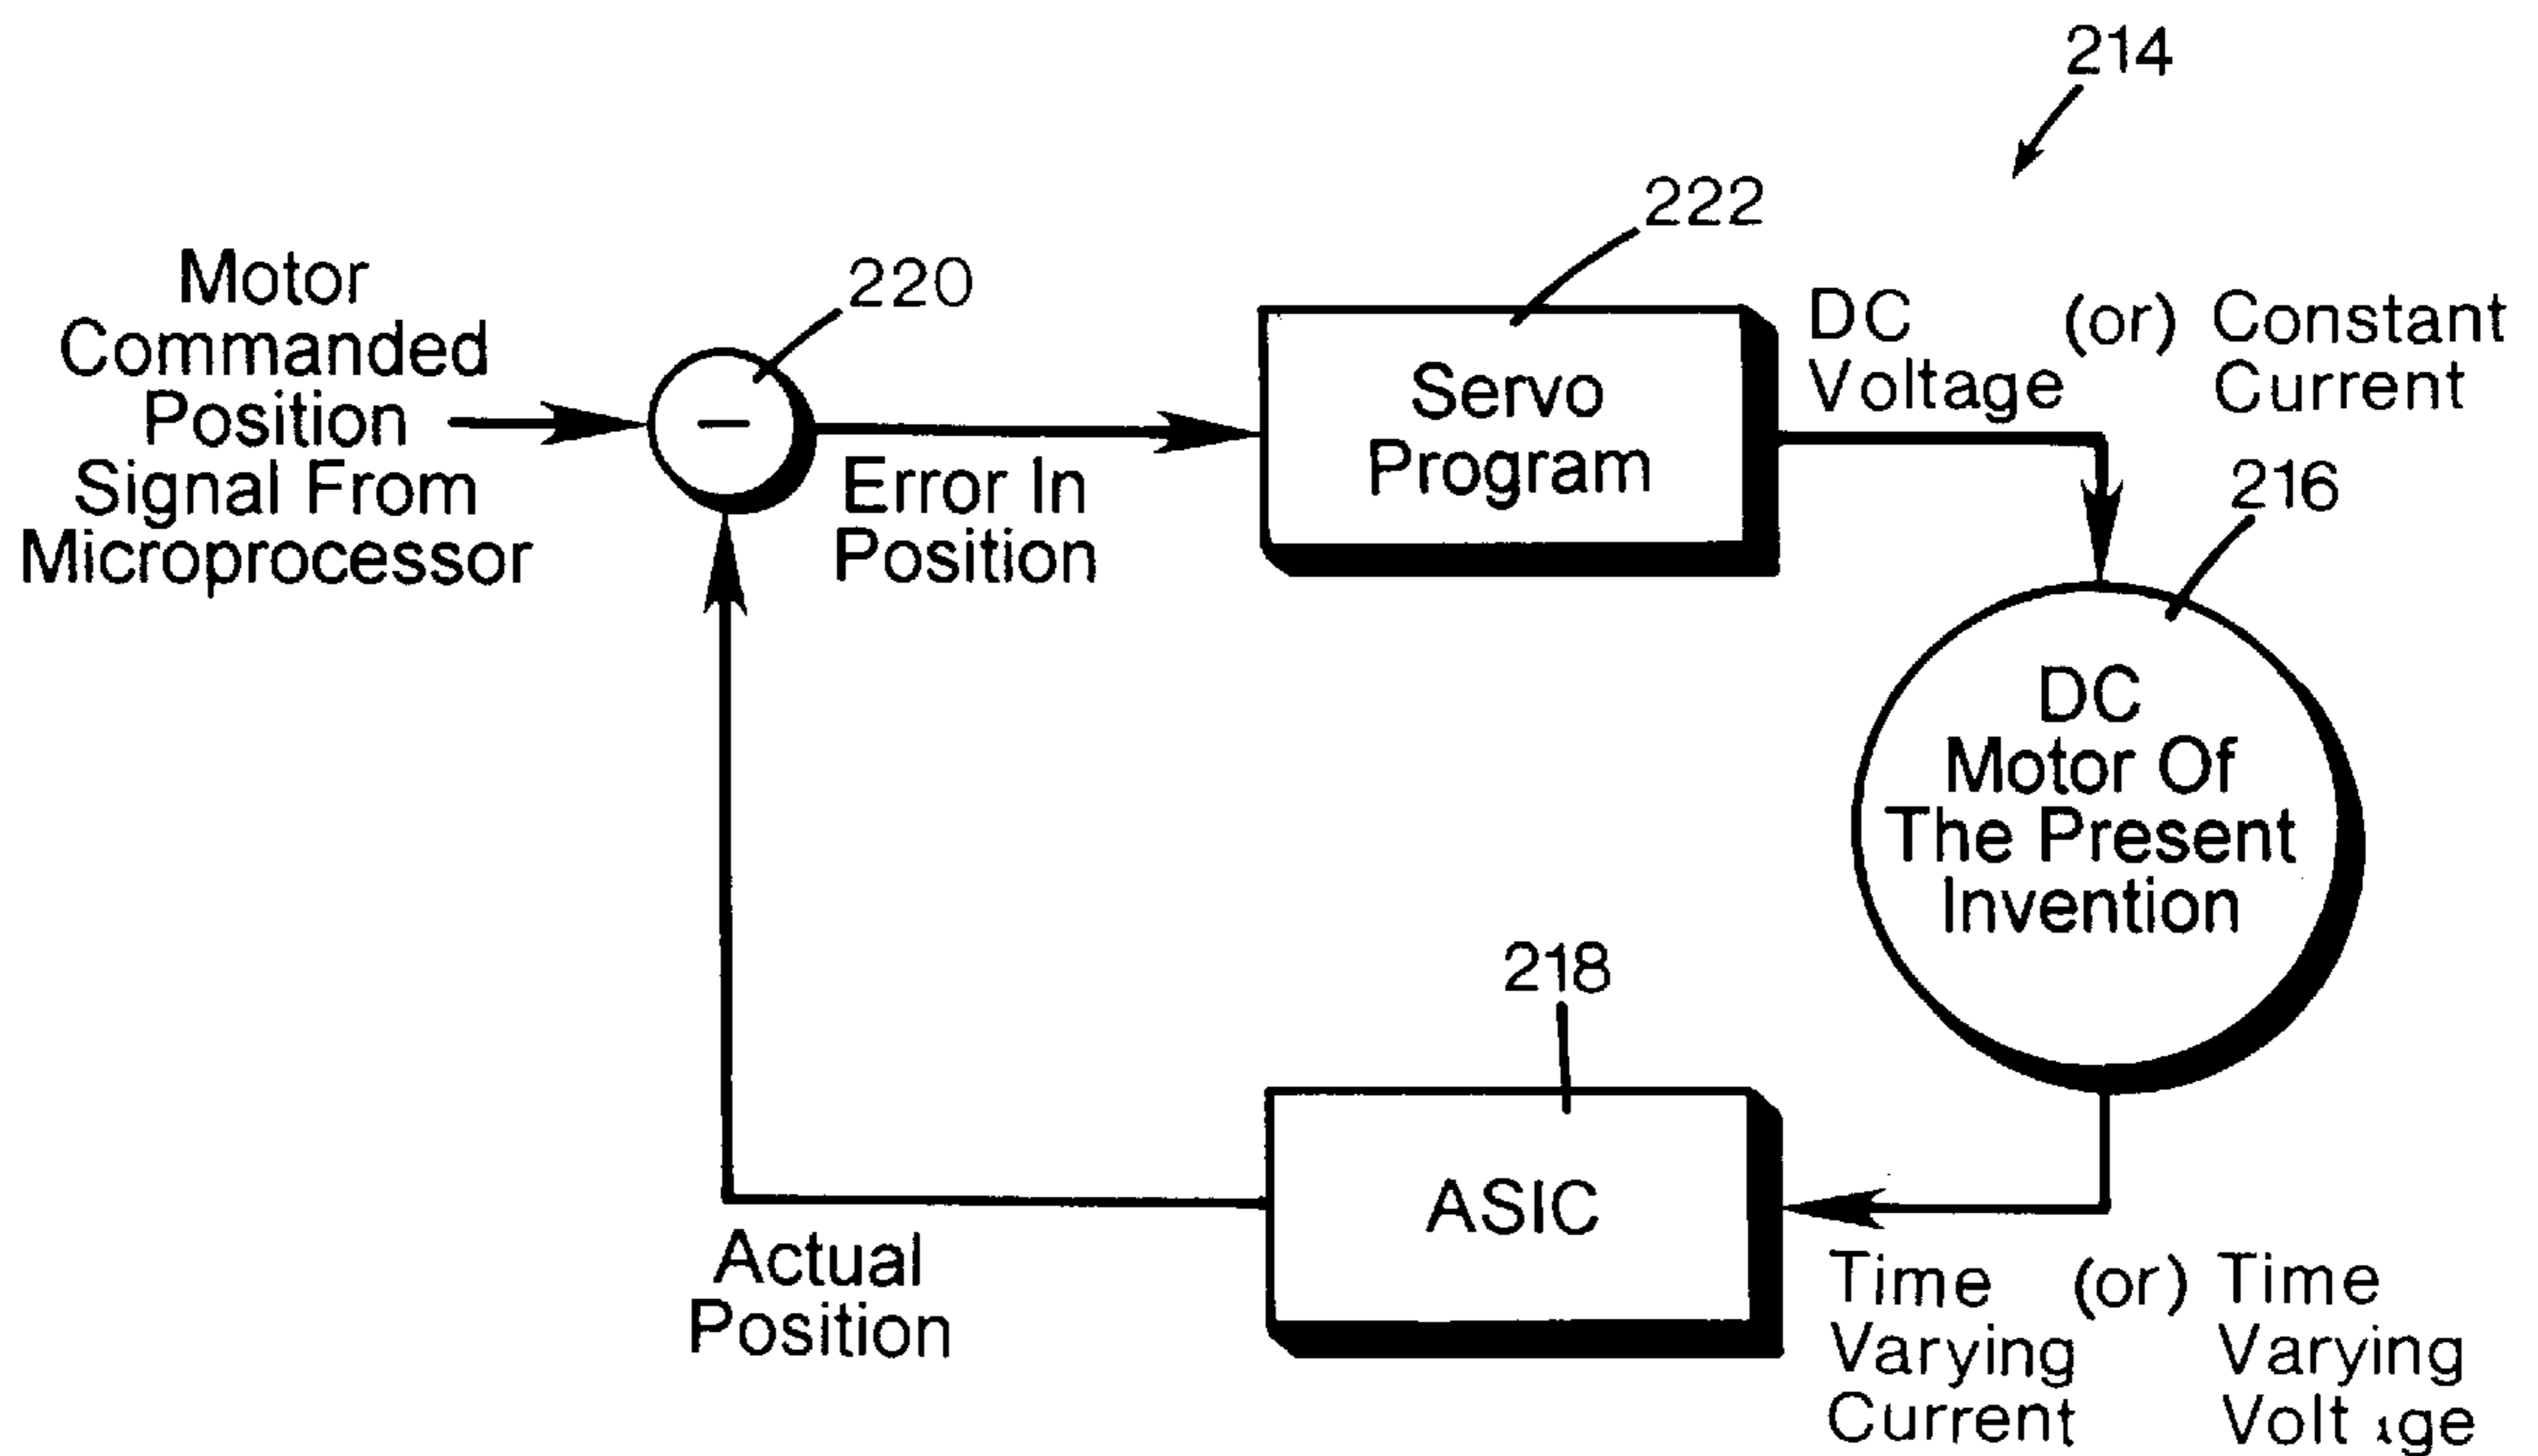 214
222
220
Motor
Commanded
Position
Signal From
Microprocessor
–
Error In
Position
Servo
Program
DC (or) Constant
Voltage Current
216
DC
Motor Of
The Present
Invention
218
ASIC
Actual
Position
Time (or) Time
Varying Varying
Current